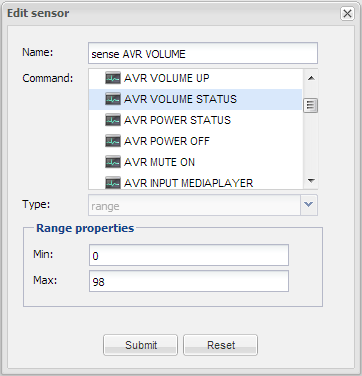 Edit sensor
Name: sense AVR VOLUME
Command: AVR VOLUME UP
AVR VOLUME STATUS
AVR POWER STATUS
AVR POWER OFF
AVR MUTE ON
AVR INPUT MEDIAPLAYER
Type: range
Range properties
Min: 0
Max: 98
Submit Reset